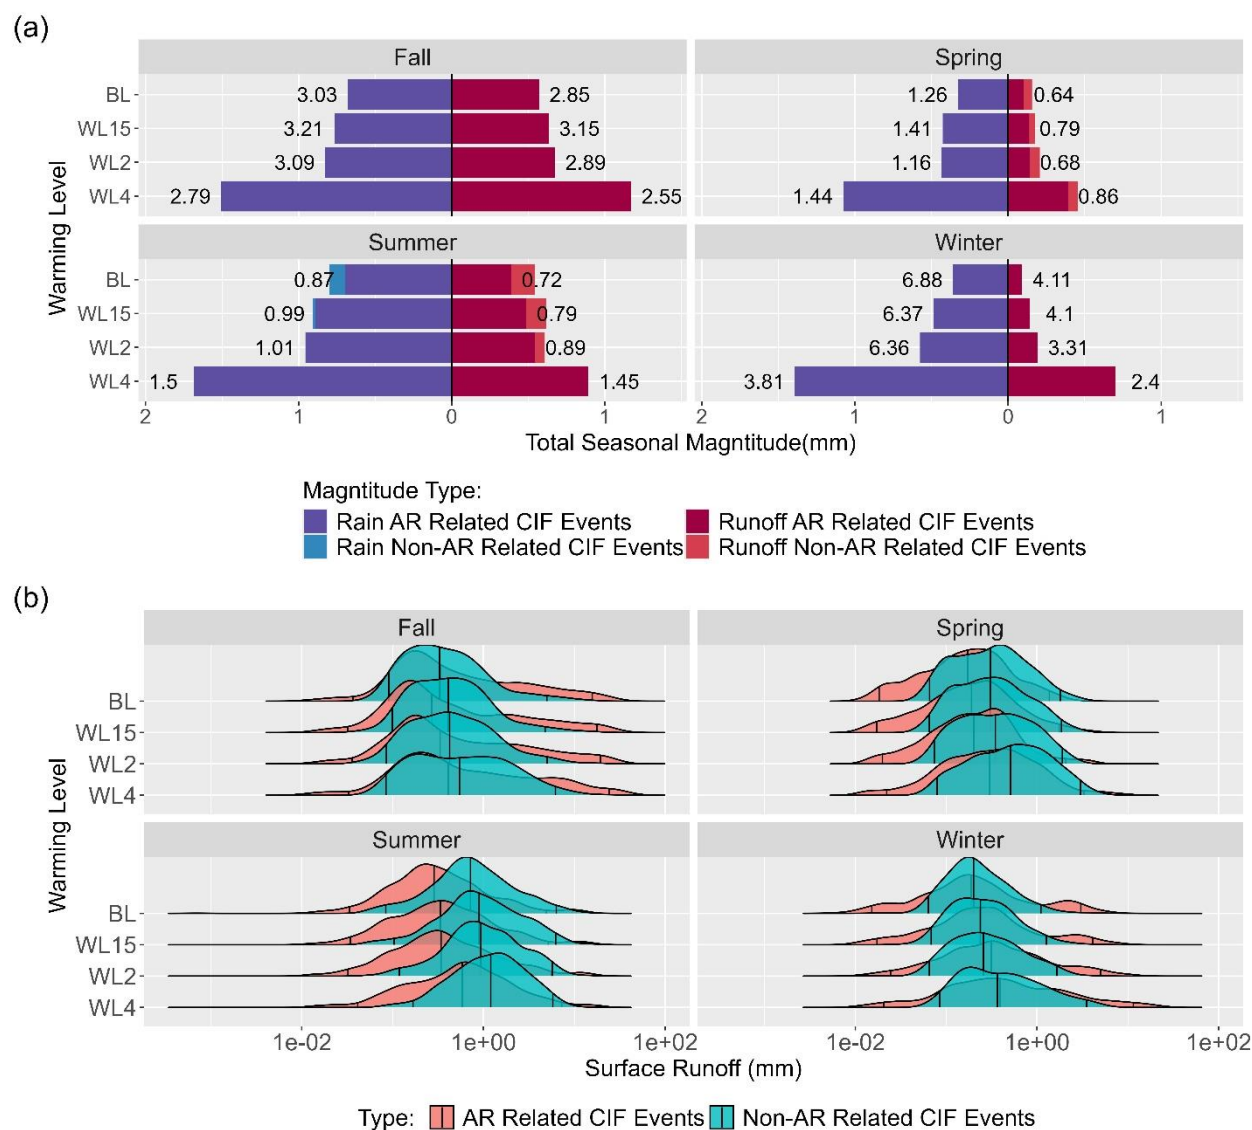 (a)
Fall
Spring
BL
3.03
2.85
1.26
0.64
WL15
3.21
3.15
1.41
0.79
WL2
3.09
2.89
1.16
0.68
WL4
2.79
2.55
1.44
0.86
Warming Level
Summer
Winter
BL
0.87
0.72
6.88
4.11
WL15
0.99
0.79
6.37
4.1
WL2
1.01
0.89
6.36
3.31
WL4
1.5
1.45
3.81
2.4
2 1 0 1 2 1 0 1
Total Seasonal Magntitude(mm)
Magntitude Type:
Rain AR Related CIF Events
Runoff AR Related CIF Events
Rain Non-AR Related CIF Events
Runoff Non-AR Related CIF Events
(b)
Fall
Spring
BL
WL15
WL2
WL4
Warming Level
Summer
Winter
BL
WL15
WL2
WL4
1e-02 1e+00 1e+02 1e-02 1e+00 1e+02
Surface Runoff (mm)
Type: AR Related CIF Events Non-AR Related CIF Events